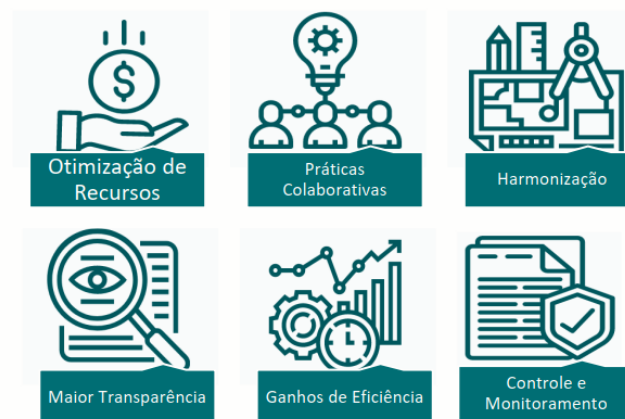 Otimização de
Recursos
Práticas
Colaborativas
Harmonização
Maior Transparência
Ganhos de Eficiência
Controle e
Monitoramento